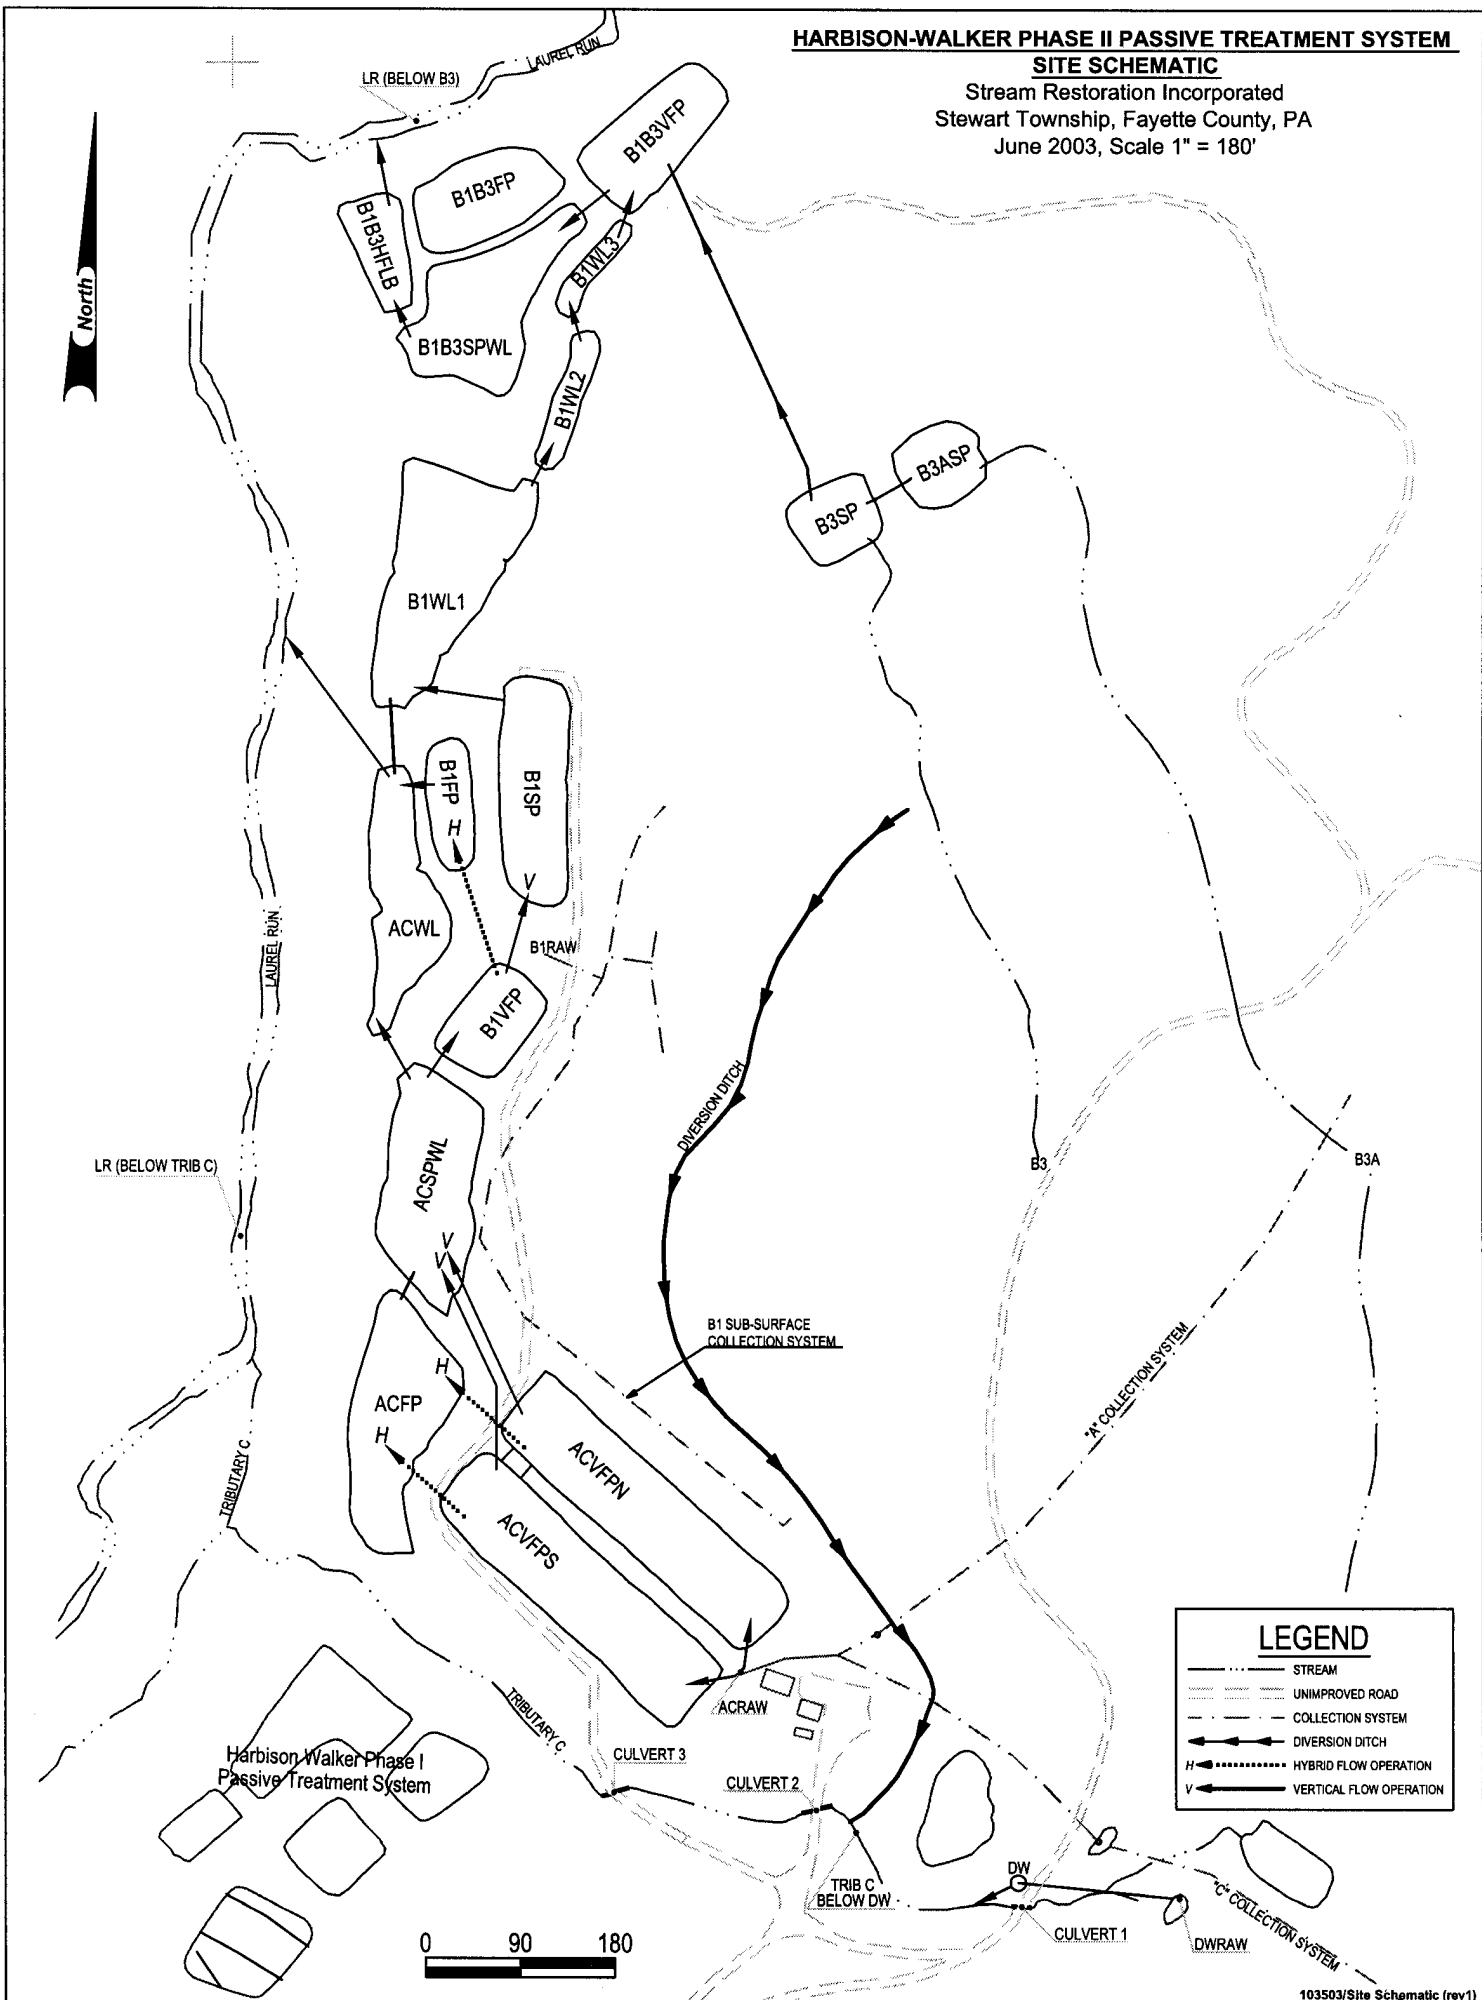 HARBISON-WALKER PHASE II PASSIVE TREATMENT SYSTEM
SITE SCHEMATIC
Stream Restoration Incorporated
Stewart Township, Fayette County, PA
June 2003, Scale 1" = 180'
LAUREL RUN
LR (BELOW B3)
B1B3VFP
B1B3FP
B1B3HFLB
B1WL3
North
B1B3SPWL
B1WL2
B3ASP
B3SP
B1WL1
B1FP
B1SP
H
V
ACWL
LAUREL RUN
B1RAW
B1VFP
DIVERSION DITCH
LR (BELOW TRIB C)
B3
B3A
ACSPWL
V
V
B1 SUB-SURFACE
COLLECTION SYSTEM
"A" COLLECTION SYSTEM
H
ACFP
H
ACVFPN
TRIBUTARY C
ACVFPS
LEGEND
STREAM
UNIMPROVED ROAD
COLLECTION SYSTEM
DIVERSION DITCH
H HYBRID FLOW OPERATION
V VERTICAL FLOW OPERATION
ACRAW
TRIBUTARY C
Harbison Walker Phase I
Passive Treatment System
CULVERT 3
CULVERT 2
TRIB C
BELOW DW
DW
CULVERT 1
DWRAW
"C" COLLECTION SYSTEM
0 90 180
103503/Site Schematic (rev1)